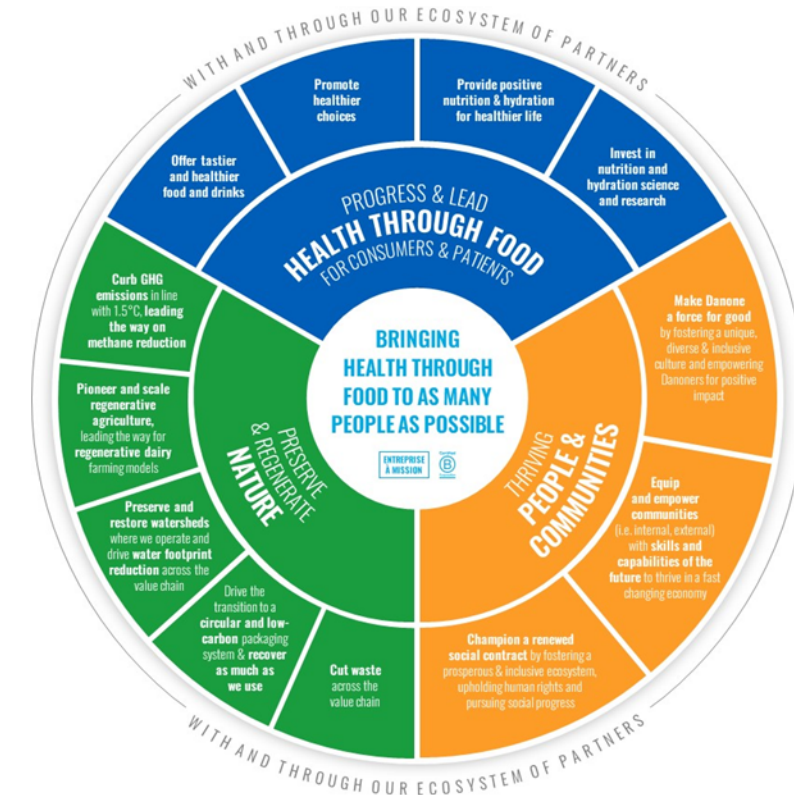 WITH AND THROUGH OUR ECOSYSTEM OF PARTNERS
Promote
healthier
choices
Provide positive
nutrition & hydration
for healthier life
Offer tastier
and healthier
food and drinks
Invest in
nutrition and
hydration science
and research
PROGRESS & LEAD
HEALTH THROUGH FOOD
FOR CONSUMERS & PATIENTS
Curb GHG
emissions in line
with 1.5°C, leading
the way on
methane reduction
Pioneer and scale
regenerative
agriculture,
leading the way for
regenerative dairy
farming models
Preserve and
restore watersheds
where we operate and
drive water footprint
reduction across the
value chain
Drive the
transition to a
circular and low-
carbon packaging
system & recover
as much as
we use
Cut waste
across the
value chain
PRESERVE
& REGENERATE
NATURE
BRINGING
HEALTH THROUGH
FOOD TO AS MANY
PEOPLE AS POSSIBLE
ENTREPRISE
À MISSION
Certified
B
THRIVING
PEOPLE &
COMMUNITIES
Make Danone
a force for good
by fostering a unique,
diverse & inclusive
culture and empowering
Danoners for positive
impact
Equip
and empower
communities
(i.e. internal, external)
with skills and
capabilities of the
future to thrive in a fast
changing economy
Champion a renewed
social contract by fostering a
prosperous & inclusive ecosystem,
upholding human rights and
pursuing social progress
WITH AND THROUGH OUR ECOSYSTEM OF PARTNERS